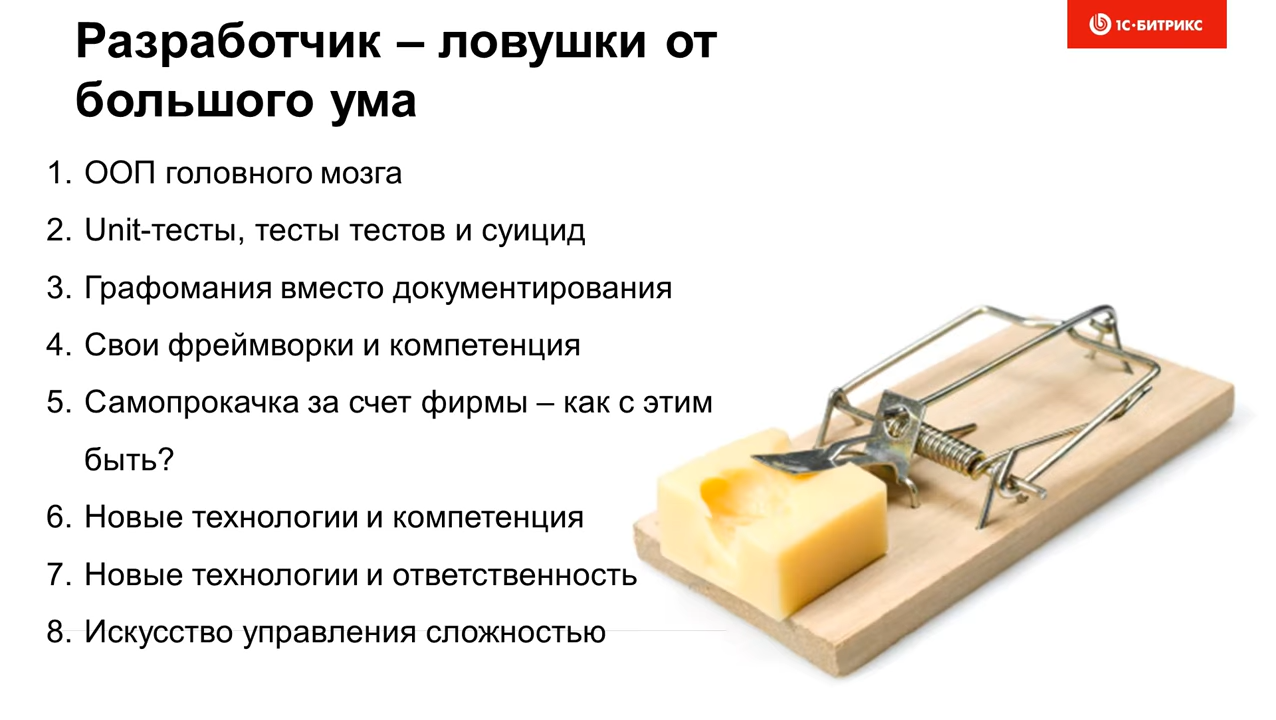 Разработчик – ловушки от
большого ума
1С·БИТРИКС
1. ООП головного мозга
2. Unit-тесты, тесты тестов и суицид
3. Графомания вместо документирования
4. Свои фреймворки и компетенция
5. Самопрокачка за счет фирмы – как с этим
быть?
6. Новые технологии и компетенция
7. Новые технологии и ответственность
8. Искусство управления сложностью